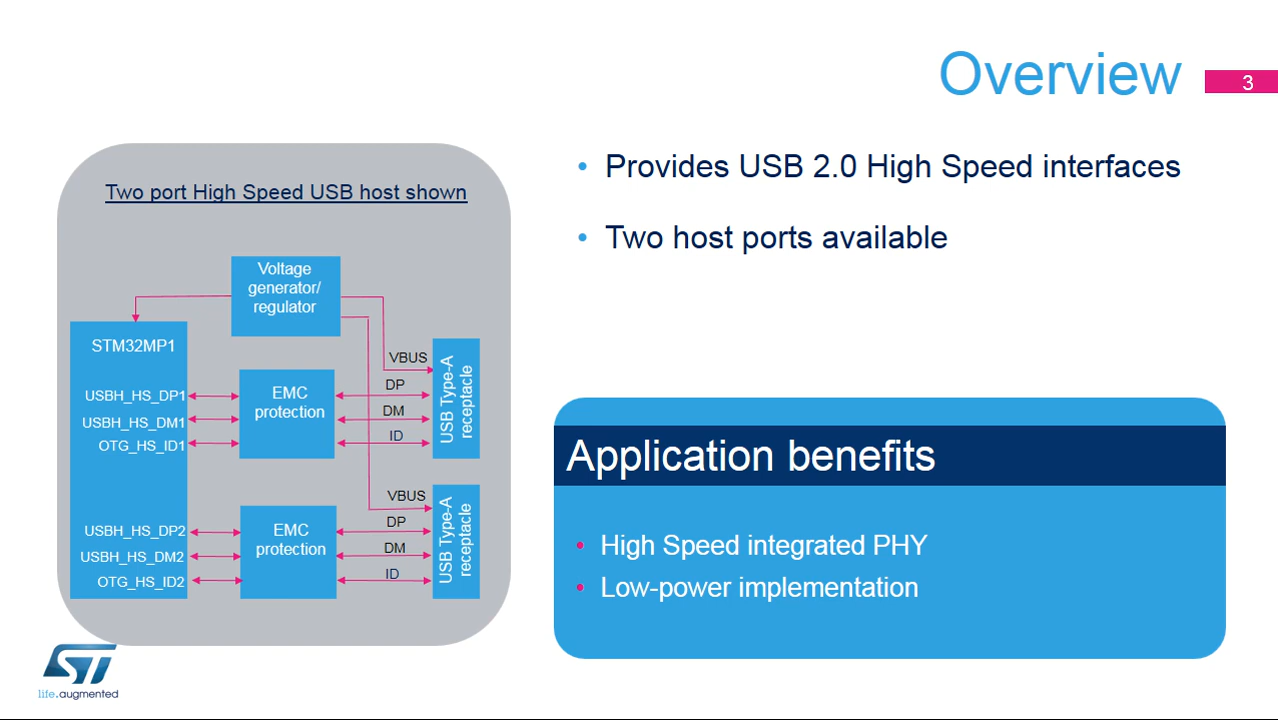 Overview
3
Two port High Speed USB host shown
Voltage
generator/
regulator
STM32MP1
USBH_HS_DP1
USBH_HS_DM1
OTG_HS_ID1
EMC
protection
VBUS
DP
DM
ID
USB Type-A
receptacle
USBH_HS_DP2
USBH_HS_DM2
OTG_HS_ID2
EMC
protection
VBUS
DP
DM
ID
USB Type-A
receptacle
• Provides USB 2.0 High Speed interfaces
• Two host ports available
Application benefits
• High Speed integrated PHY
• Low-power implementation
ST
life.augmented